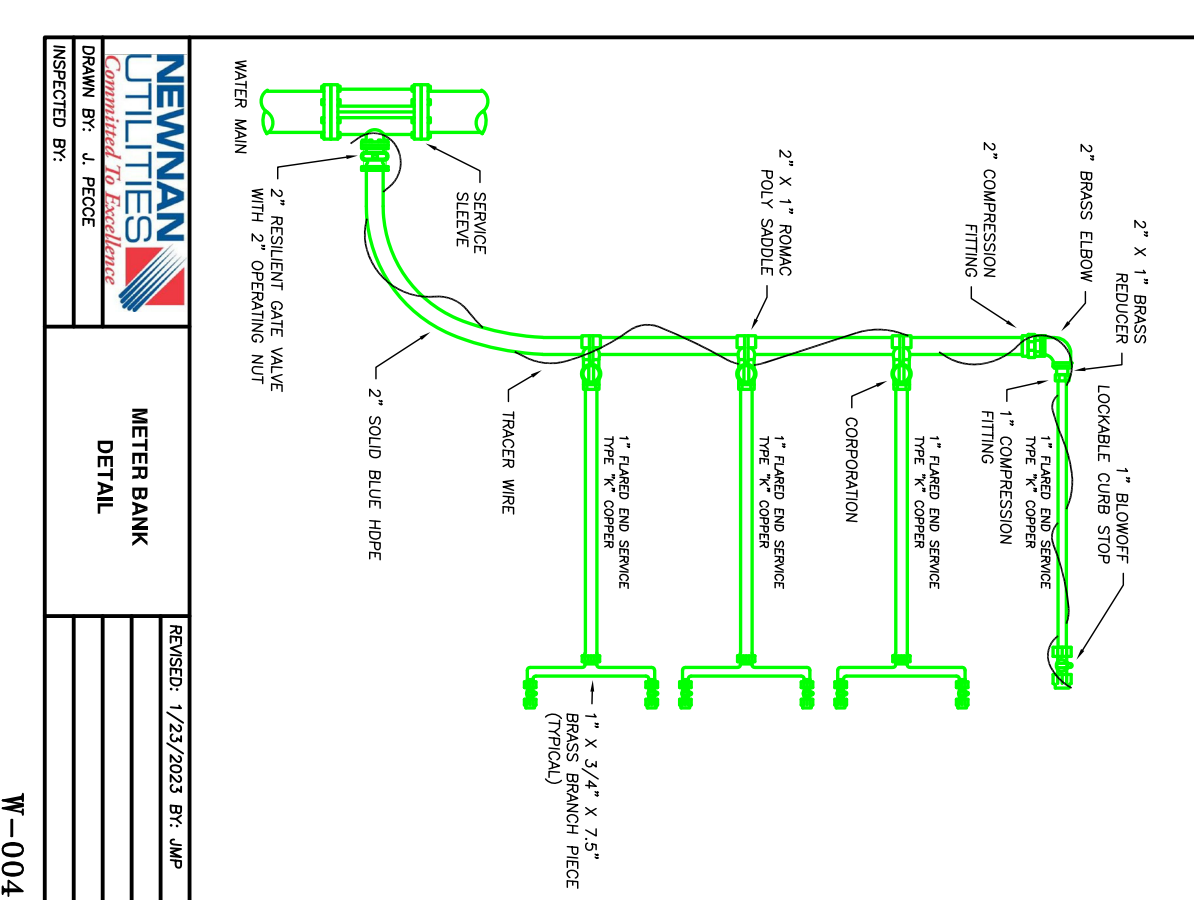 2" X 1" BRASS
REDUCER
2" BRASS ELBOW
2" COMPRESSION
FITTING
LOCKABLE CURB STOP
1" BLOWOFF
1" COMPRESSION
FITTING
1" FLARED END SERVICE
TYPE "K" COPPER
1" FLARED END SERVICE
TYPE "K" COPPER
CORPORATION
2" X 1" ROMAC
POLY SADDLE
1" FLARED END SERVICE
TYPE "K" COPPER
1" FLARED END SERVICE
TYPE "K" COPPER
TRACER WIRE
1" X 3/4" X 7.5"
BRASS BRANCH PIECE
(TYPICAL)
SERVICE
SLEEVE
2" SOLID BLUE HDPE
2" RESILIENT GATE VALVE
WITH 2" OPERATING NUT
WATER MAIN
NEWNAN
UTILITIES
Committed To Excellence
DRAWN BY: J. PECCE
INSPECTED BY:
METER BANK
DETAIL
REVISED: 1/23/2023 BY: JMP
W-004